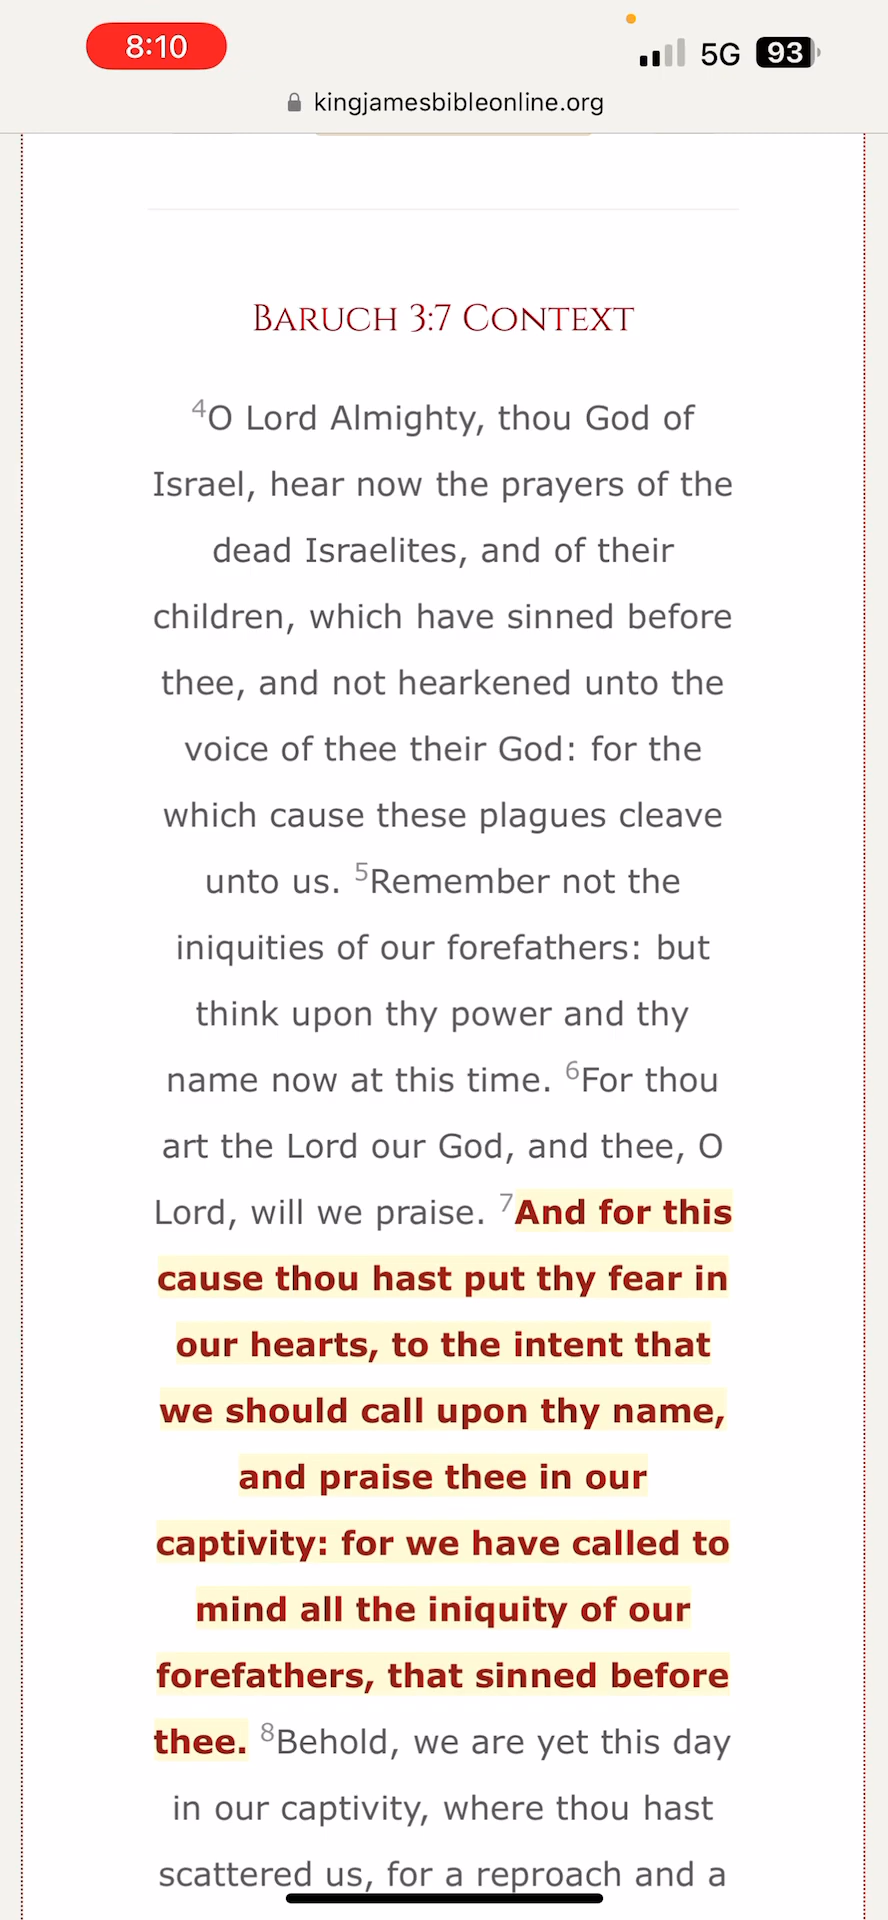 8:10
5G 93
kingjamesbibleonline.org
Baruch 3:7 Context
4O Lord Almighty, thou God of
Israel, hear now the prayers of the
dead Israelites, and of their
children, which have sinned before
thee, and not hearkened unto the
voice of thee their God: for the
which cause these plagues cleave
unto us. 5Remember not the
iniquities of our forefathers: but
think upon thy power and thy
name now at this time. 6For thou
art the Lord our God, and thee, O
Lord, will we praise. 7And for this
cause thou hast put thy fear in
our hearts, to the intent that
we should call upon thy name,
and praise thee in our
captivity: for we have called to
mind all the iniquity of our
forefathers, that sinned before
thee. 8Behold, we are yet this day
in our captivity, where thou hast
scattered us, for a reproach and a